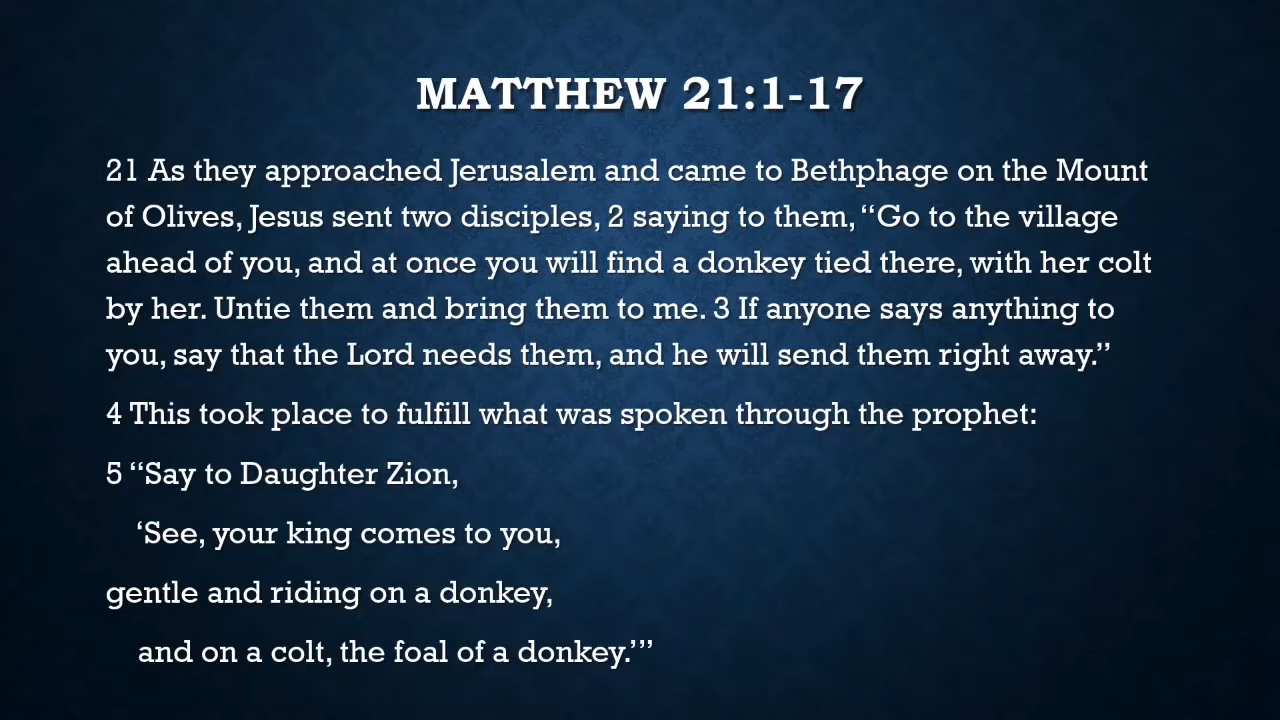 MATTHEW 21:1-17
21 As they approached Jerusalem and came to Bethphage on the Mount
of Olives, Jesus sent two disciples, 2 saying to them, “Go to the village
ahead of you, and at once you will find a donkey tied there, with her colt
by her. Untie them and bring them to me. 3 If anyone says anything to
you, say that the Lord needs them, and he will send them right away.”
4 This took place to fulfill what was spoken through the prophet:
5 “Say to Daughter Zion,
‘See, your king comes to you,
gentle and riding on a donkey,
and on a colt, the foal of a donkey.’”